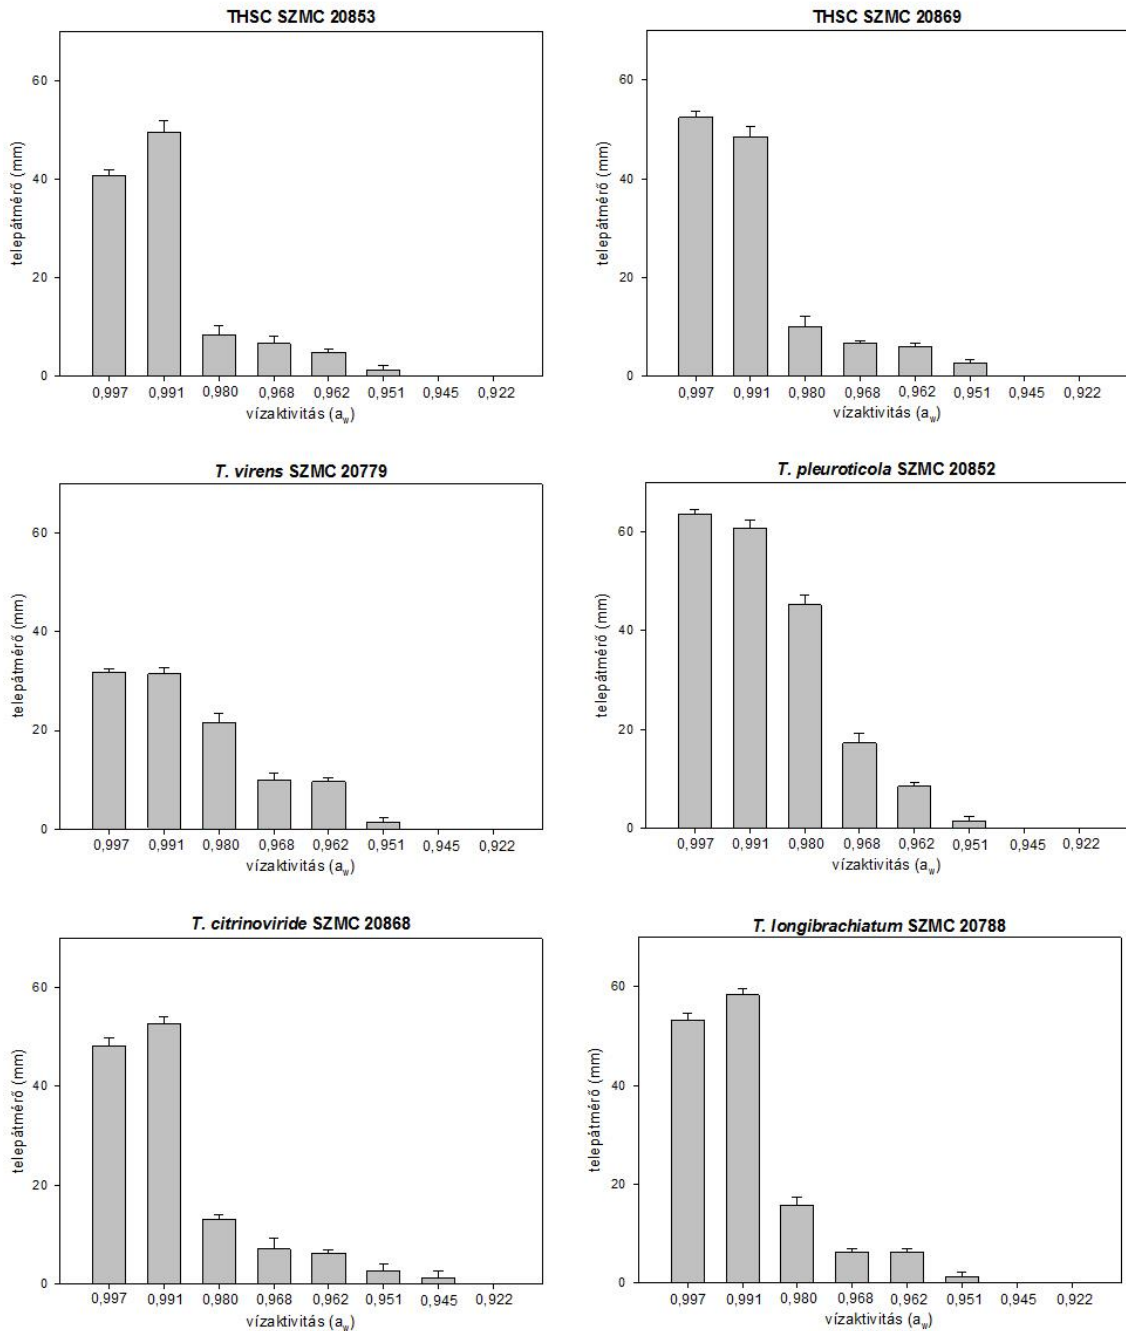 THSC SZMC 20853
60
40
20
0
telepátmérő (mm)
0,997 0,991 0,980 0,968 0,962 0,951 0,945 0,922
vízaktivitás (aw)
THSC SZMC 20869
60
40
20
0
telepátmérő (mm)
0,997 0,991 0,980 0,968 0,962 0,951 0,945 0,922
vízaktivitás (aw)
T. virens SZMC 20779
60
40
20
0
telepátmérő (mm)
0,997 0,991 0,980 0,968 0,962 0,951 0,945 0,922
vízaktivitás (aw)
T. pleuroticola SZMC 20852
60
40
20
0
telepátmérő (mm)
0,997 0,991 0,980 0,968 0,962 0,951 0,945 0,922
vízaktivitás (aw)
T. citrinoviride SZMC 20868
60
40
20
0
telepátmérő (mm)
0,997 0,991 0,980 0,968 0,962 0,951 0,945 0,922
vízaktivitás (aw)
T. longibrachiatum SZMC 20788
60
40
20
0
telepátmérő (mm)
0,997 0,991 0,980 0,968 0,962 0,951 0,945 0,922
vízaktivitás (aw)